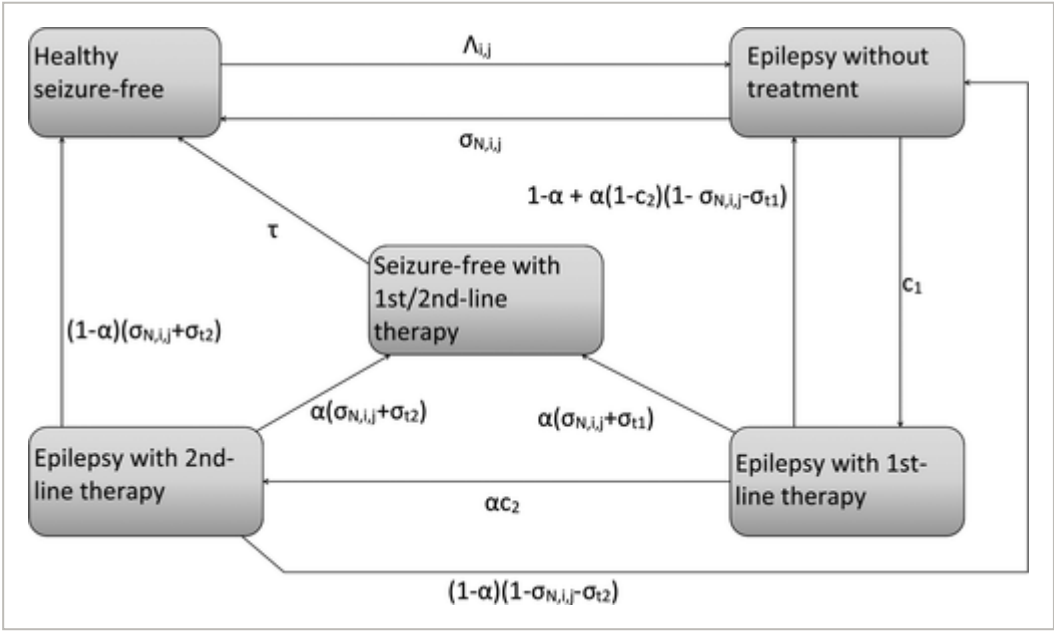 Healthy
seizure-free
Λi,j
Epilepsy without
treatment
σN,i,j
1-α + α(1-c2)(1- σN,i,j-σt1)
τ
Seizure-free with
1st/2nd-line
therapy
c1
(1-α)(σN,i,j+σt2)
α(σN,i,j+σt2)
α(σN,i,j+σt1)
Epilepsy with 2nd-
line therapy
Epilepsy with 1st-
line therapy
αc2
(1-α)(1-σN,i,j-σt2)